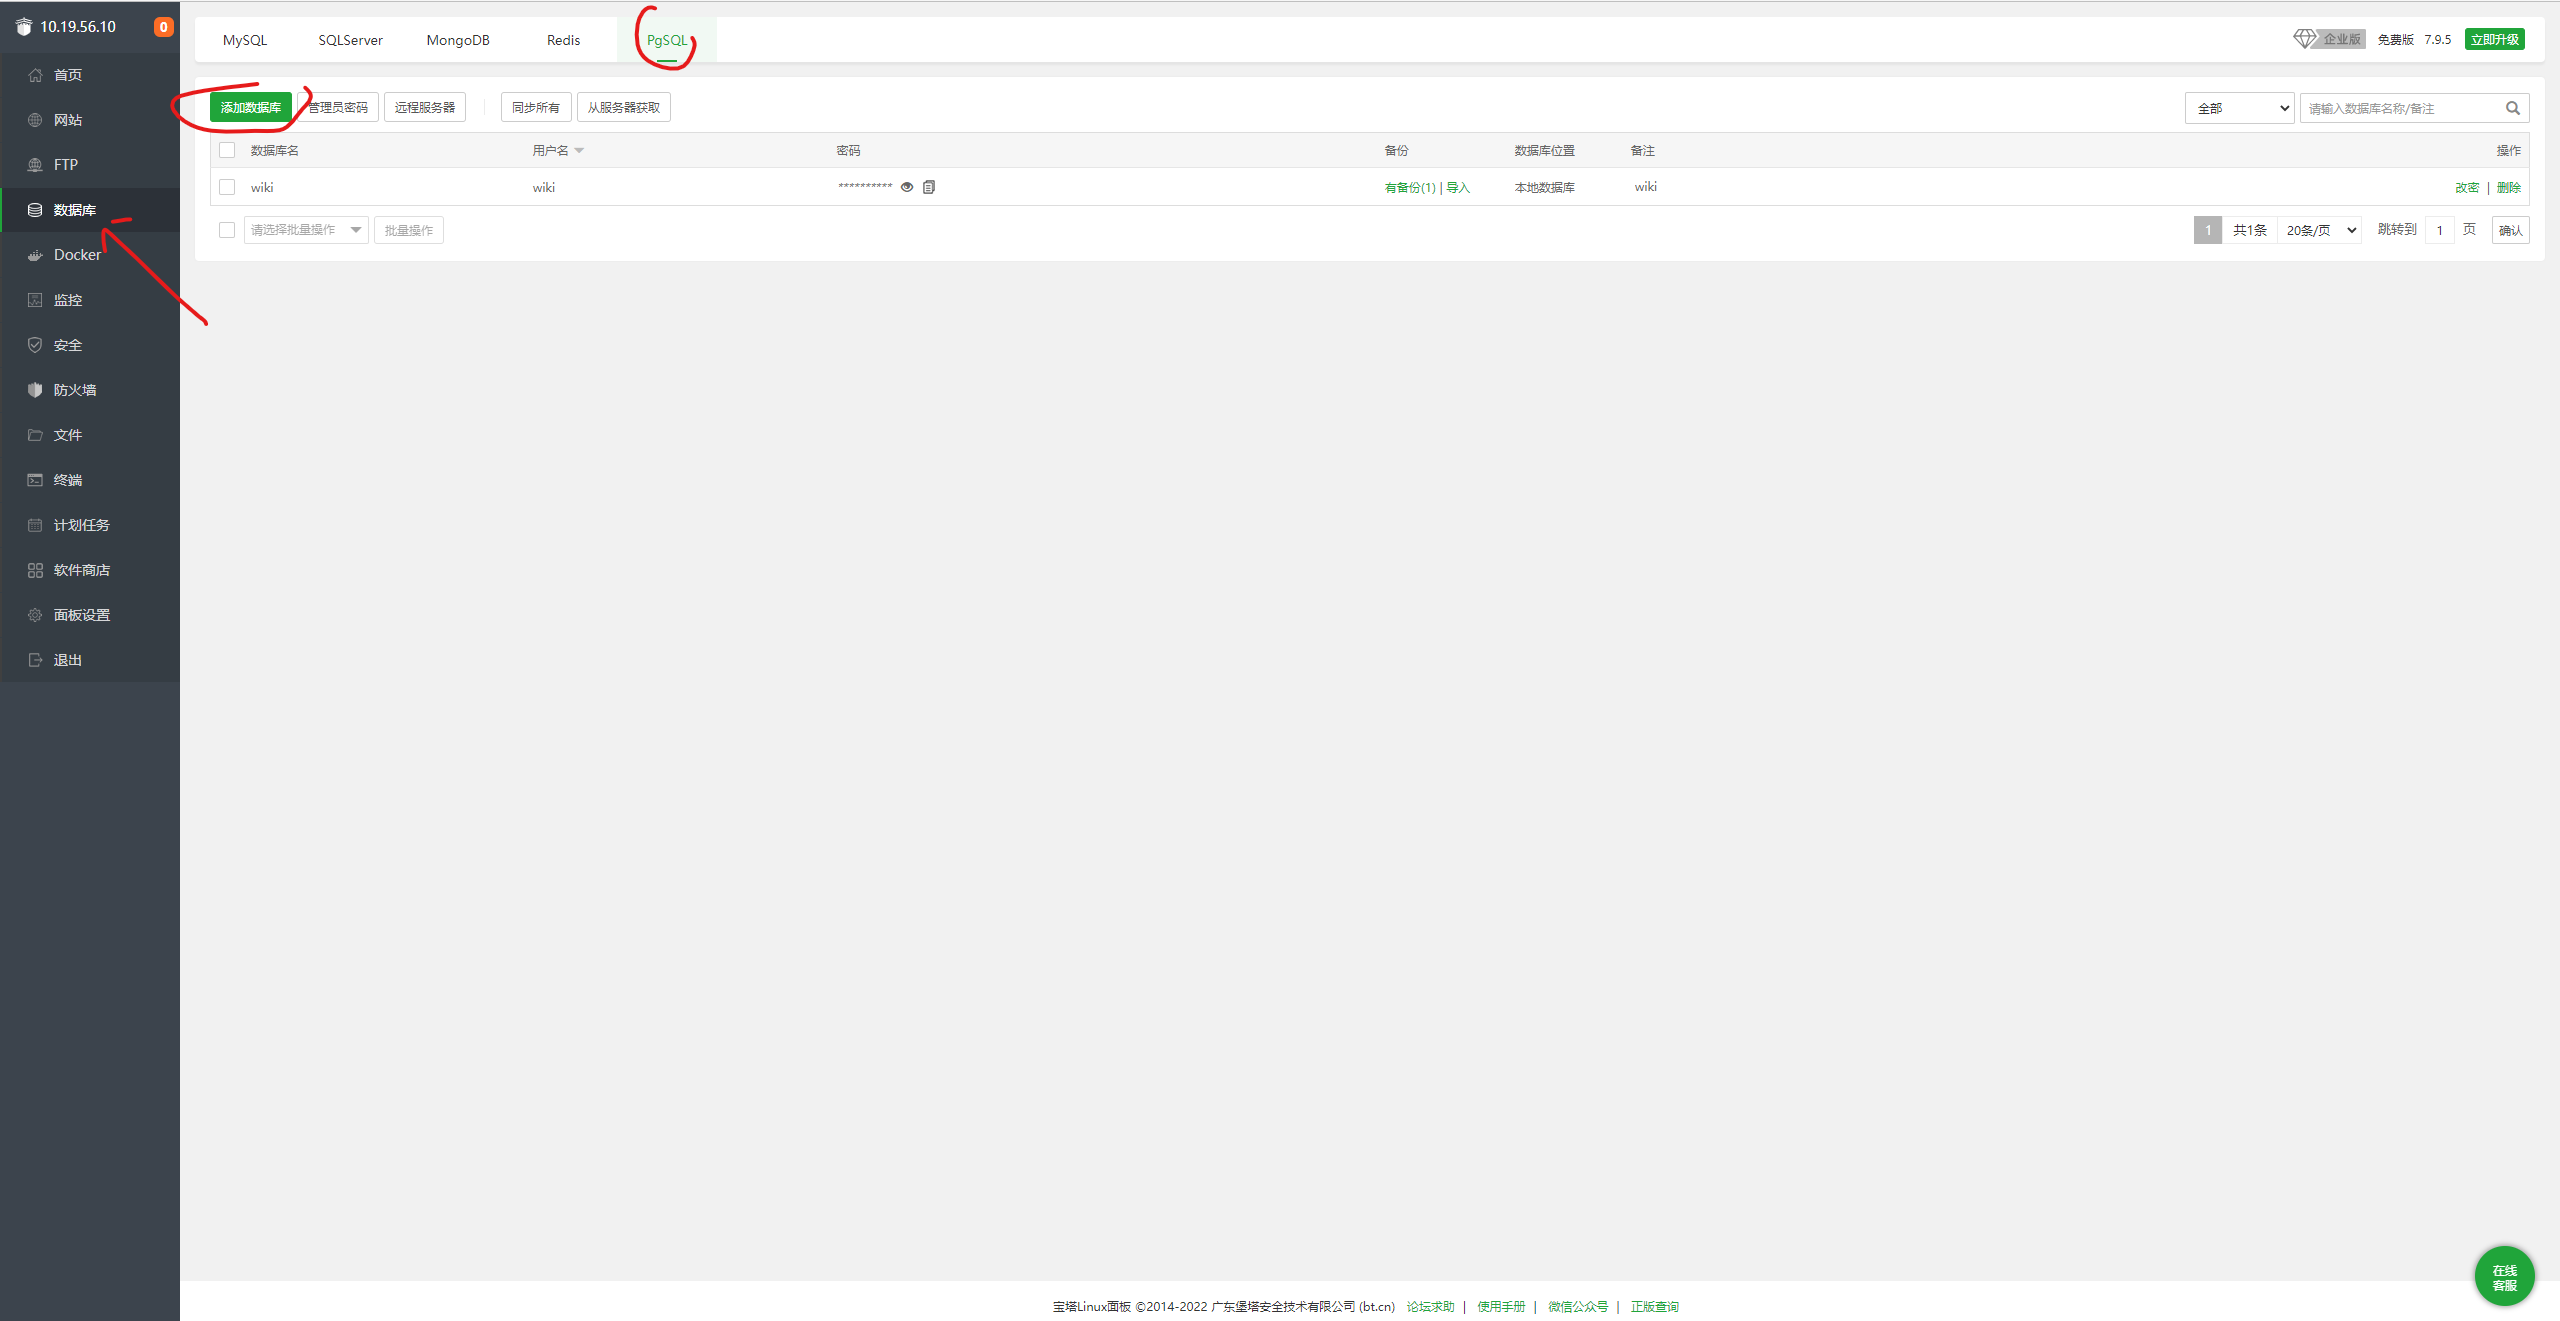 10.19.56.10 0
首页
网站
FTP
数据库
Docker
监控
安全
防火墙
文件
终端
计划任务
软件商店
面板设置
退出
MySQL SQLServer MongoDB Redis PgSQL 企业版 免费版 7.9.5 立即升级
添加数据库 管理员密码 远程服务器 同步所有 从服务器获取 全部 请输入数据库名称/备注
数据库名 用户名 密码 备份 数据库位置 备注 操作
wiki wiki ********** 有备份(1) | 导入 本地数据库 wiki 改密 | 删除
请选择批量操作 批量操作 1 共1条 20条/页 跳转到 1 页 确认
在线
客服
宝塔Linux面板 ©2014-2022 广东堡塔安全技术有限公司 (bt.cn) 论坛求助 | 使用手册 | 微信公众号 | 正版查询